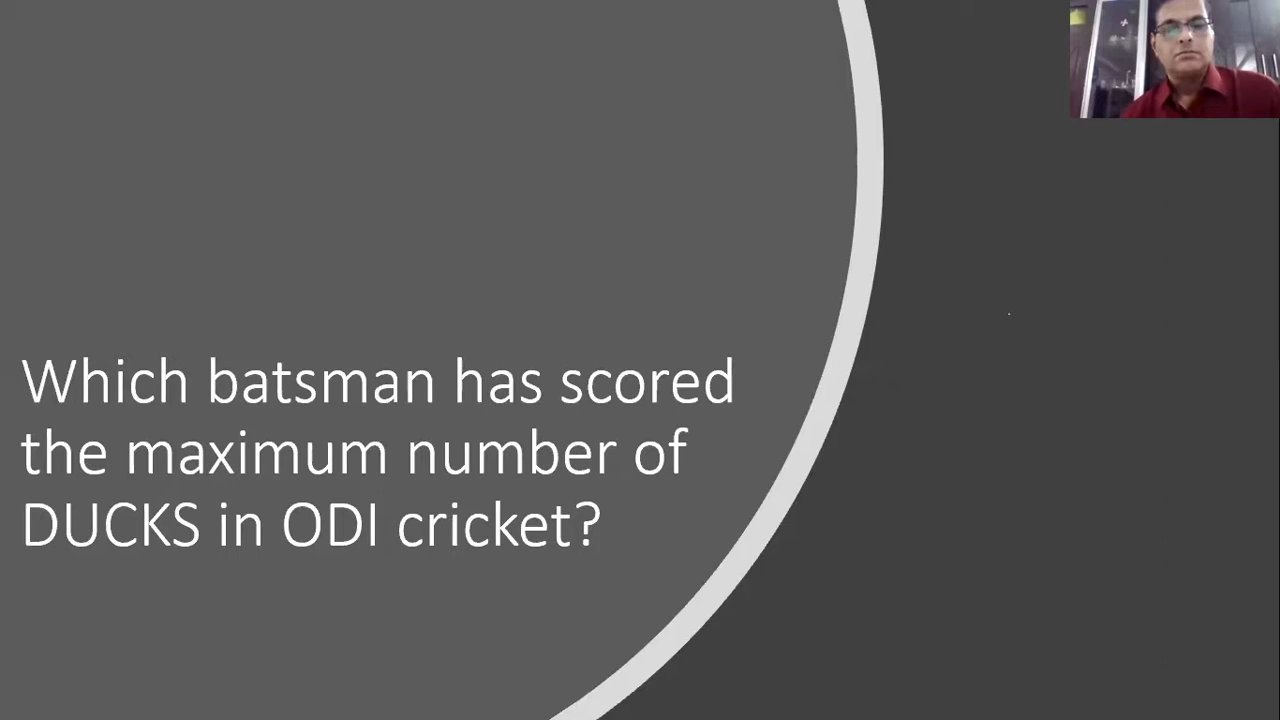 Which batsman has scored
the maximum number of
DUCKS in ODI cricket?